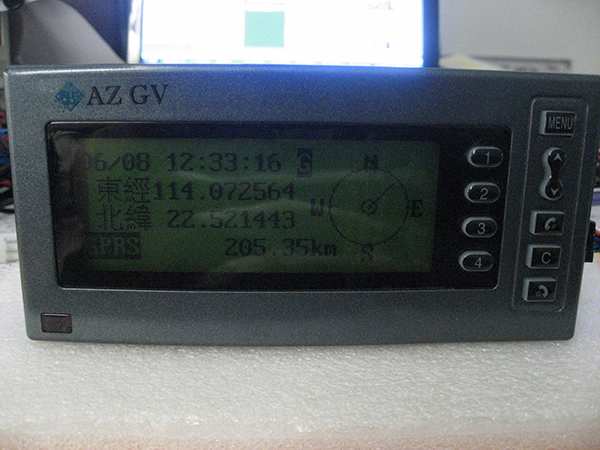 AZ GV
06/08 12:33:16 G
東經114.072564
北緯 22.521443
GPRS 205.35km
N
W E
S
MENU
1
2
3
4
C